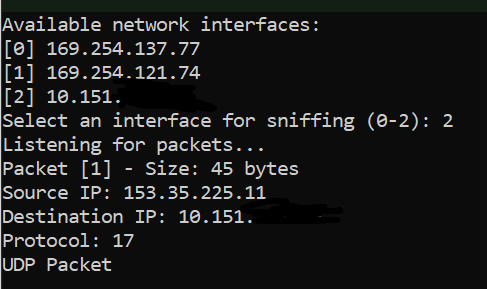 Available network interfaces:
[0] 169.254.137.77
[1] 169.254.121.74
[2] 10.151.
Select an interface for sniffing (0-2): 2
Listening for packets...
Packet [1] - Size: 45 bytes
Source IP: 153.35.225.11
Destination IP: 10.151.
Protocol: 17
UDP Packet